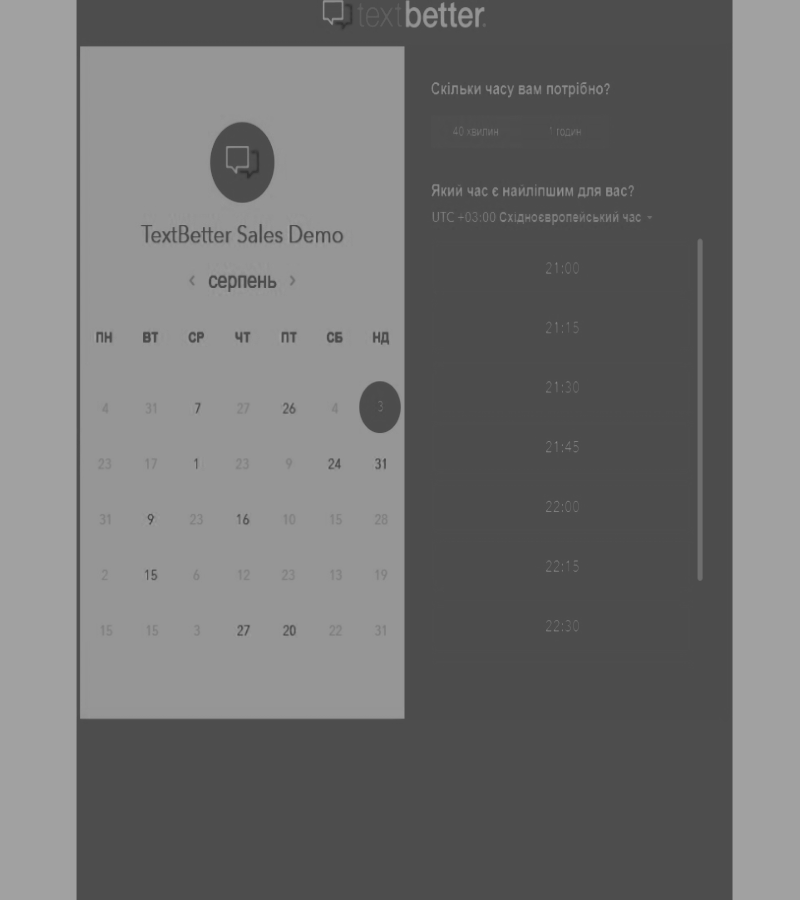 textbetter.
TextBetter Sales Demo
‹ серпень ›
ПН ВТ СР ЧТ ПТ СБ НД
4 31 7 27 26 4 3
23 17 1 23 9 24 31
31 9 23 16 10 15 28
2 15 6 12 23 13 19
15 15 3 27 20 22 31
Скільки часу вам потрібно?
40 хвилин 1 годин
Який час є найліпшим для вас?
UTC +03:00 Східноєвропейський час
21:00
21:15
21:30
21:45
22:00
22:15
22:30